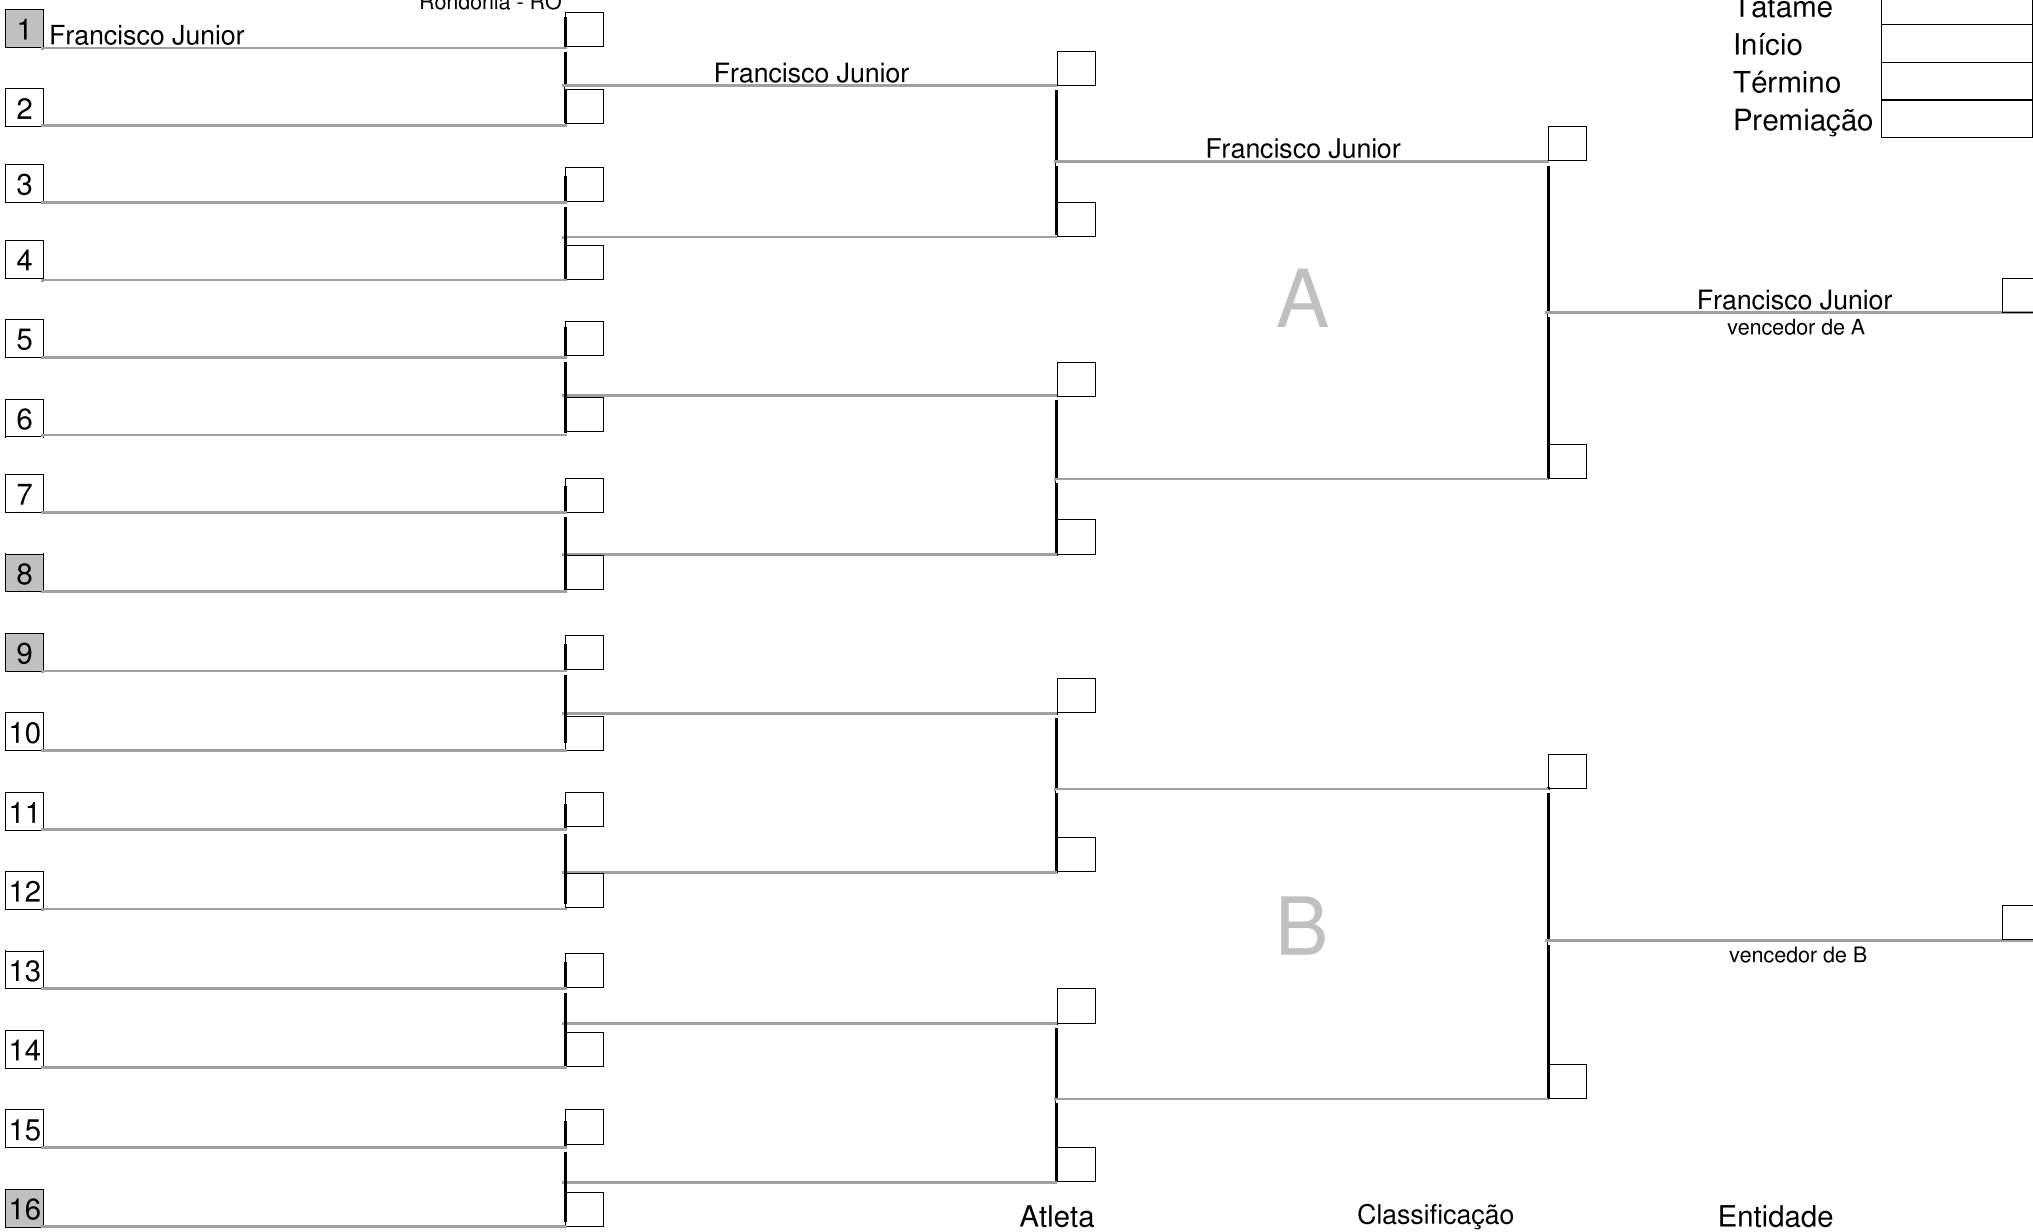 Rondônia - RO
Tatame
1 Francisco Junior
Início
Francisco Junior
Término
2
Premiação
Francisco Junior
3
4
A
Francisco Junior
vencedor de A
5
6
7
8
9
10
11
12
B
vencedor de B
13
14
15
16
Atleta Classificação Entidade